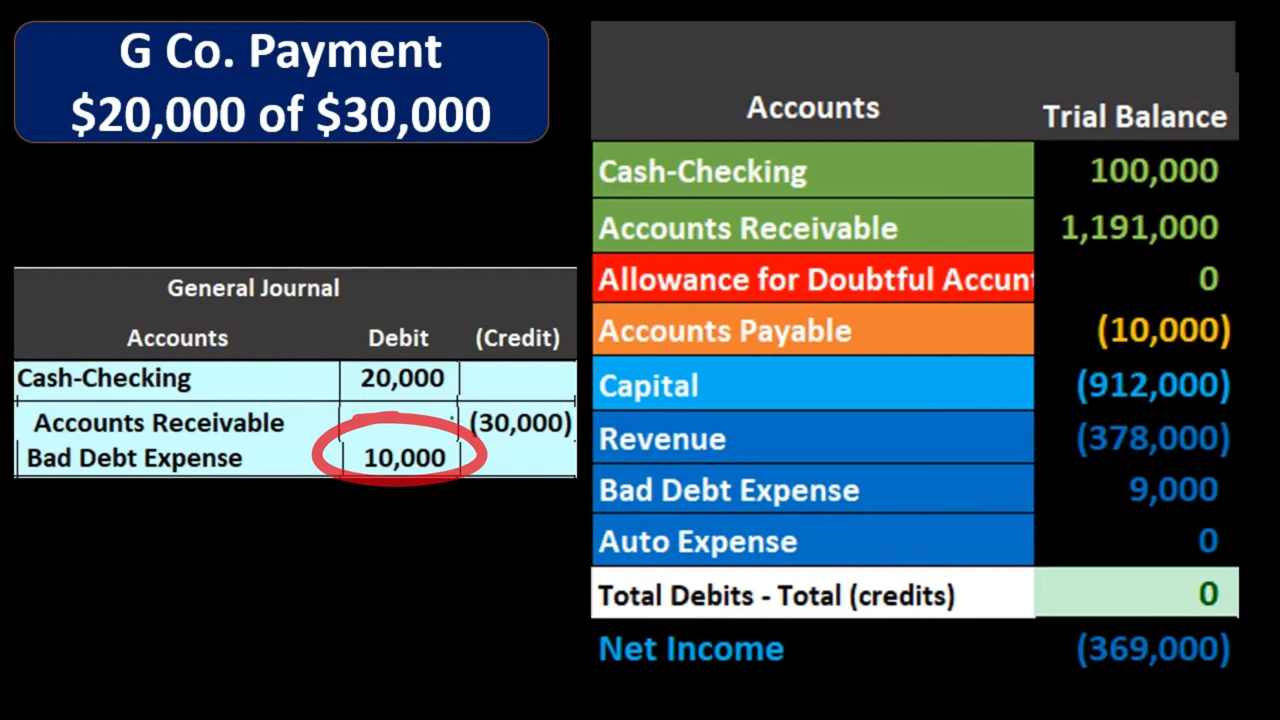 G Co. Payment
$20,000 of $30,000
General Journal
Accounts Debit (Credit)
Cash-Checking 20,000
Accounts Receivable (30,000)
Bad Debt Expense 10,000
Accounts Trial Balance
Cash-Checking 100,000
Accounts Receivable 1,191,000
Allowance for Doubtful Accunt 0
Accounts Payable (10,000)
Capital (912,000)
Revenue (378,000)
Bad Debt Expense 9,000
Auto Expense 0
Total Debits - Total (credits) 0
Net Income (369,000)